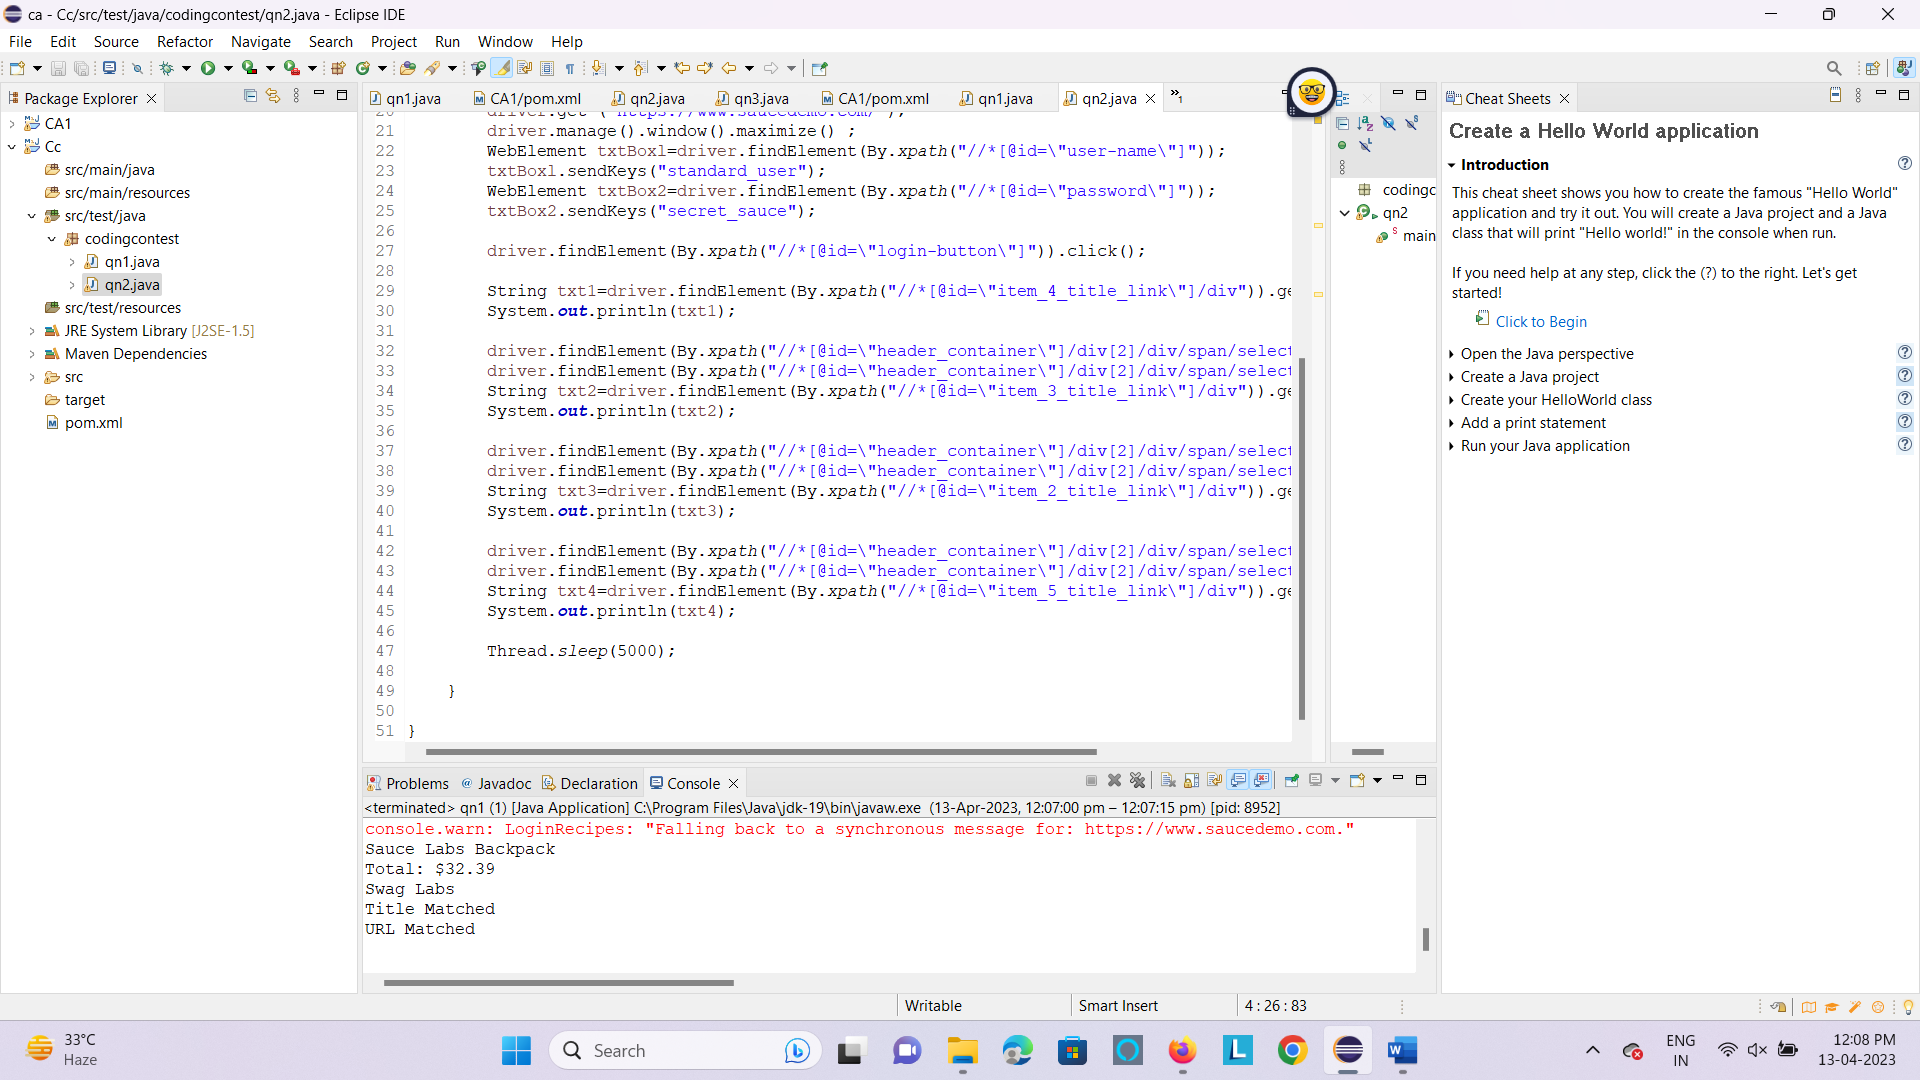 ca - Cc/src/test/java/codingcontest/qn2.java - Eclipse IDE
File Edit Source Refactor Navigate Search Project Run Window Help
Package Explorer
CA1
Cc
src/main/java
src/main/resources
src/test/java
codingcontest
qn1.java
qn2.java
src/test/resources
JRE System Library [J2SE-1.5]
Maven Dependencies
src
target
pom.xml
qn1.java CA1/pom.xml qn2.java qn3.java CA1/pom.xml qn1.java qn2.java »1
20 driver.get ("https://www.saucedemo.com/");
21 driver.manage().window().maximize() ;
22 WebElement txtBoxl=driver.findElement(By.xpath("//*[@id=\"user-name\"]"));
23 txtBoxl.sendKeys("standard_user");
24 WebElement txtBox2=driver.findElement(By.xpath("//*[@id=\"password\"]"));
25 txtBox2.sendKeys("secret_sauce");
26
27 driver.findElement(By.xpath("//*[@id=\"login-button\"]")).click();
28
29 String txt1=driver.findElement(By.xpath("//*[@id=\"item_4_title_link\"]/div")).ge
30 System.out.println(txt1);
31
32 driver.findElement(By.xpath("//*[@id=\"header_container\"]/div[2]/div/span/select
33 driver.findElement(By.xpath("//*[@id=\"header_container\"]/div[2]/div/span/select
34 String txt2=driver.findElement(By.xpath("//*[@id=\"item_3_title_link\"]/div")).ge
35 System.out.println(txt2);
36
37 driver.findElement(By.xpath("//*[@id=\"header_container\"]/div[2]/div/span/select
38 driver.findElement(By.xpath("//*[@id=\"header_container\"]/div[2]/div/span/select
39 String txt3=driver.findElement(By.xpath("//*[@id=\"item_2_title_link\"]/div")).ge
40 System.out.println(txt3);
41
42 driver.findElement(By.xpath("//*[@id=\"header_container\"]/div[2]/div/span/select
43 driver.findElement(By.xpath("//*[@id=\"header_container\"]/div[2]/div/span/select
44 String txt4=driver.findElement(By.xpath("//*[@id=\"item_5_title_link\"]/div")).ge
45 System.out.println(txt4);
46
47 Thread.sleep(5000);
48
49 }
50
51 }
codingc
qn2
main
Cheat Sheets
Create a Hello World application
Introduction
This cheat sheet shows you how to create the famous "Hello World"
application and try it out. You will create a Java project and a Java
class that will print "Hello world!" in the console when run.
If you need help at any step, click the (?) to the right. Let's get
started!
Click to Begin
Open the Java perspective
Create a Java project
Create your HelloWorld class
Add a print statement
Run your Java application
Problems @ Javadoc Declaration Console
<terminated> qn1 (1) [Java Application] C:\Program Files\Java\jdk-19\bin\javaw.exe (13-Apr-2023, 12:07:00 pm – 12:07:15 pm) [pid: 8952]
console.warn: LoginRecipes: "Falling back to a synchronous message for: https://www.saucedemo.com."
Sauce Labs Backpack
Total: $32.39
Swag Labs
Title Matched
URL Matched
Writable Smart Insert 4 : 26 : 83
33°C
Haze
Search
ENG
IN
12:08 PM
13-04-2023